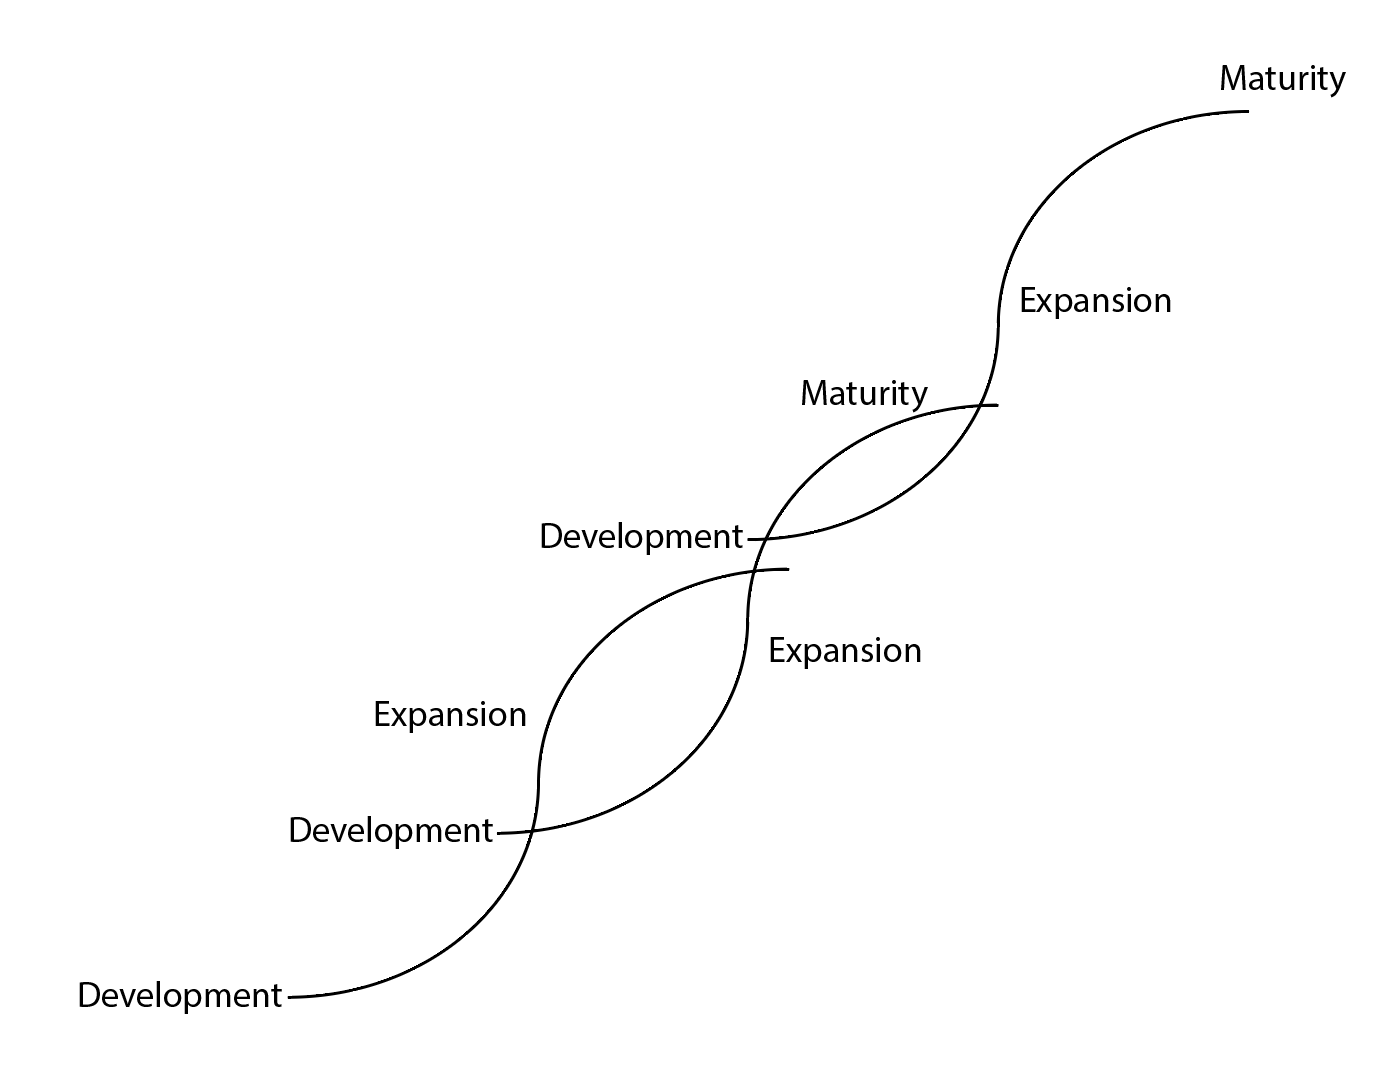 Maturity
Expansion
Maturity
Development
Expansion
Expansion
Development
Development